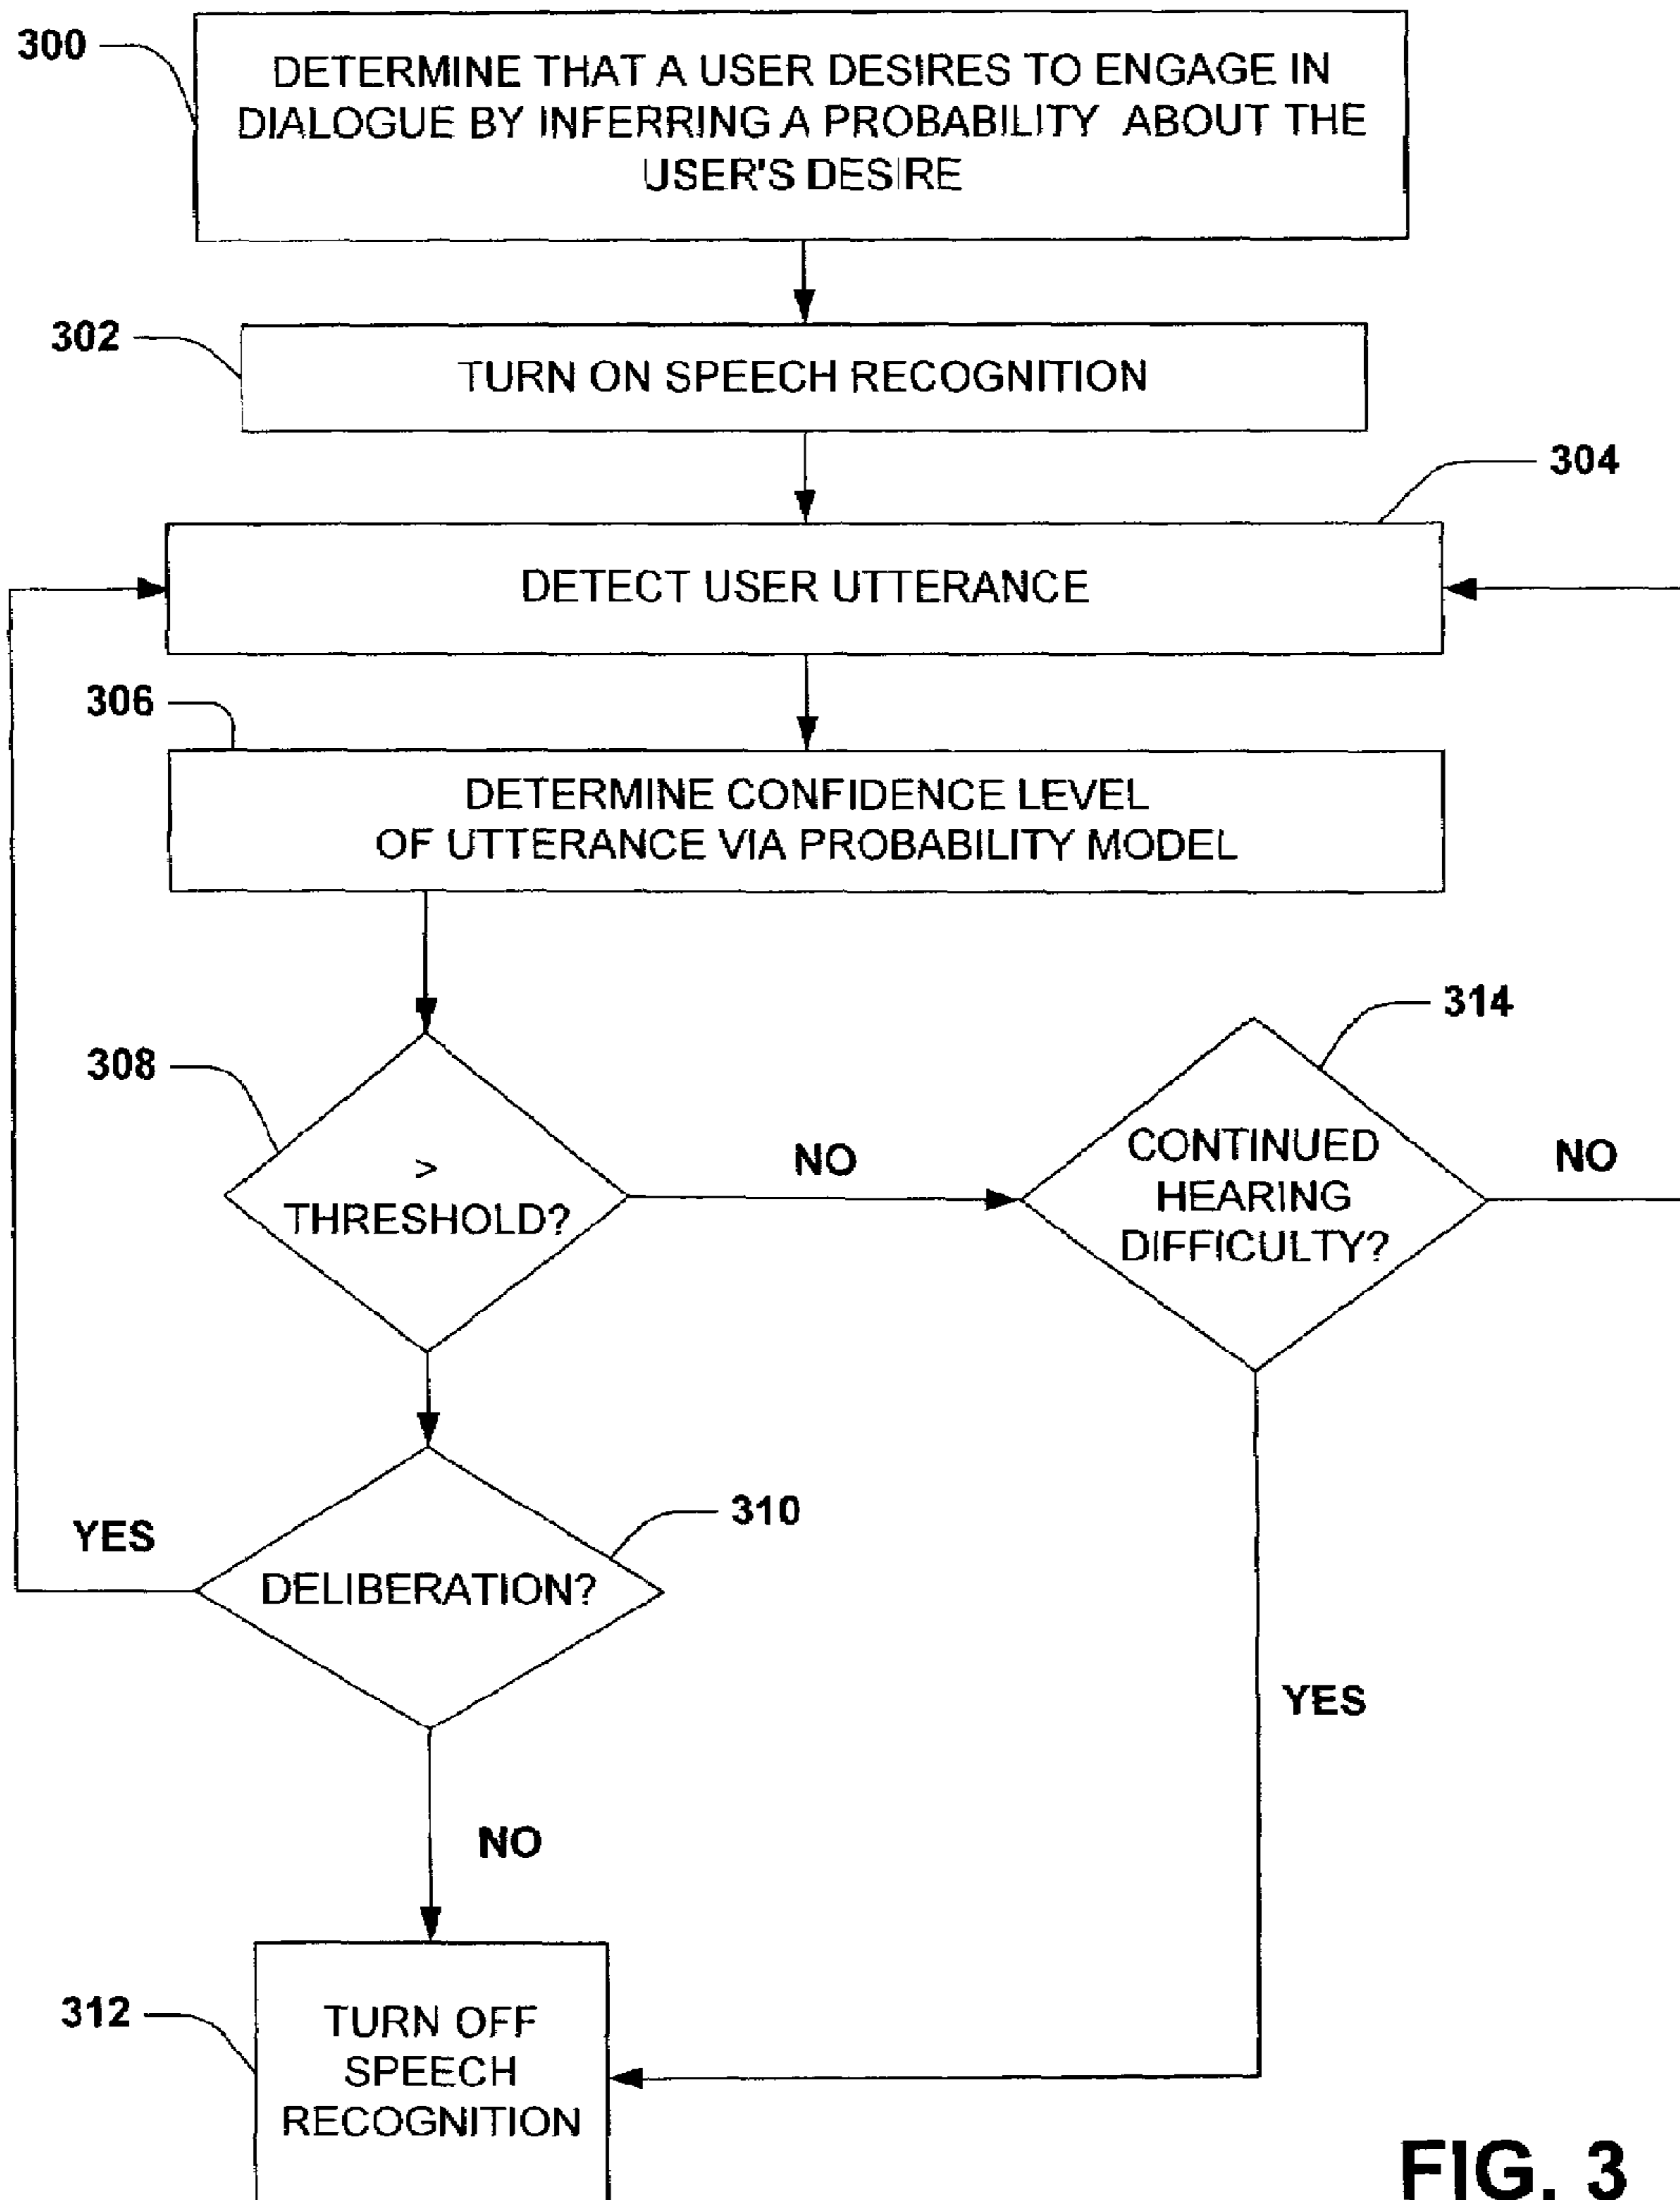 300
DETERMINE THAT A USER DESIRES TO ENGAGE IN
DIALOGUE BY INFERRING A PROBABILITY ABOUT THE
USER'S DESIRE
302
TURN ON SPEECH RECOGNITION
304
DETECT USER UTTERANCE
306
DETERMINE CONFIDENCE LEVEL
OF UTTERANCE VIA PROBABILITY MODEL
308
>
THRESHOLD?
NO
314
CONTINUED
HEARING
DIFFICULTY?
NO
310
YES
DELIBERATION?
YES
NO
312
TURN OFF
SPEECH
RECOGNITION
FIG. 3